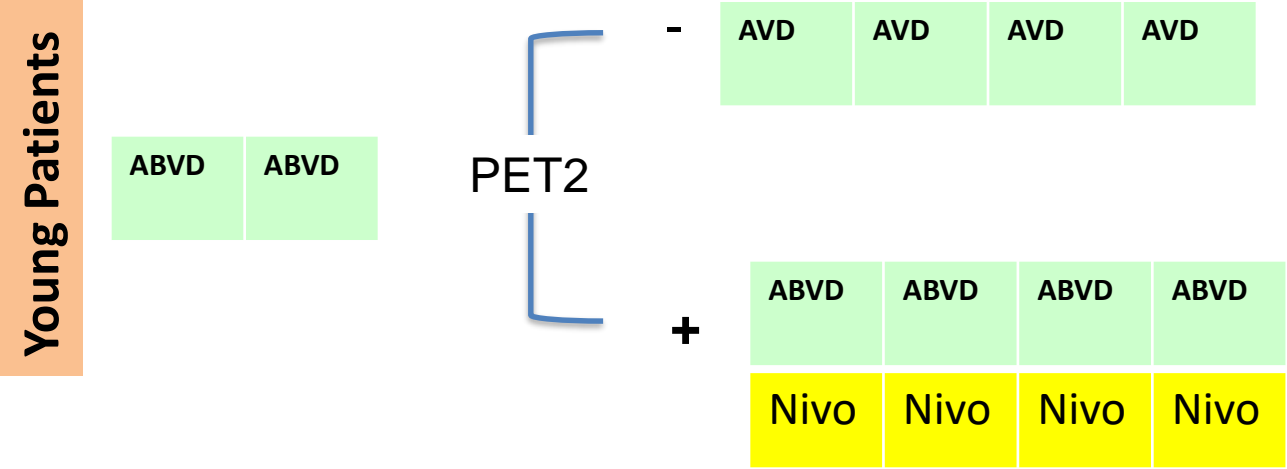 Young Patients
ABVD ABVD
PET2
- AVD AVD AVD AVD
+ ABVD ABVD ABVD ABVD
Nivo Nivo Nivo Nivo